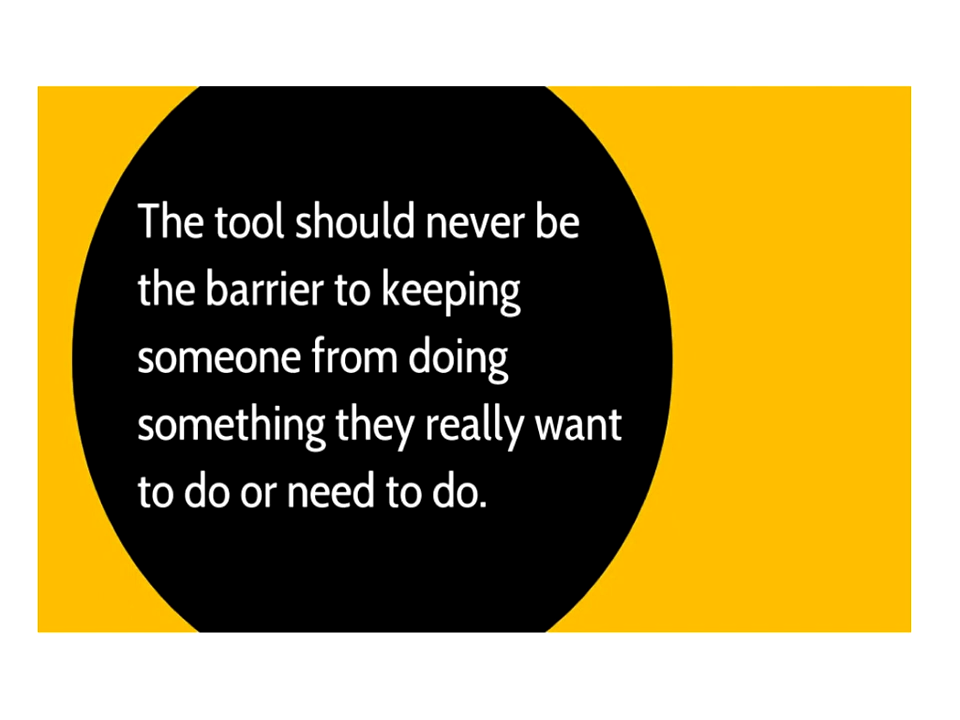 The tool should never be
the barrier to keeping
someone from doing
something they really want
to do or need to do.